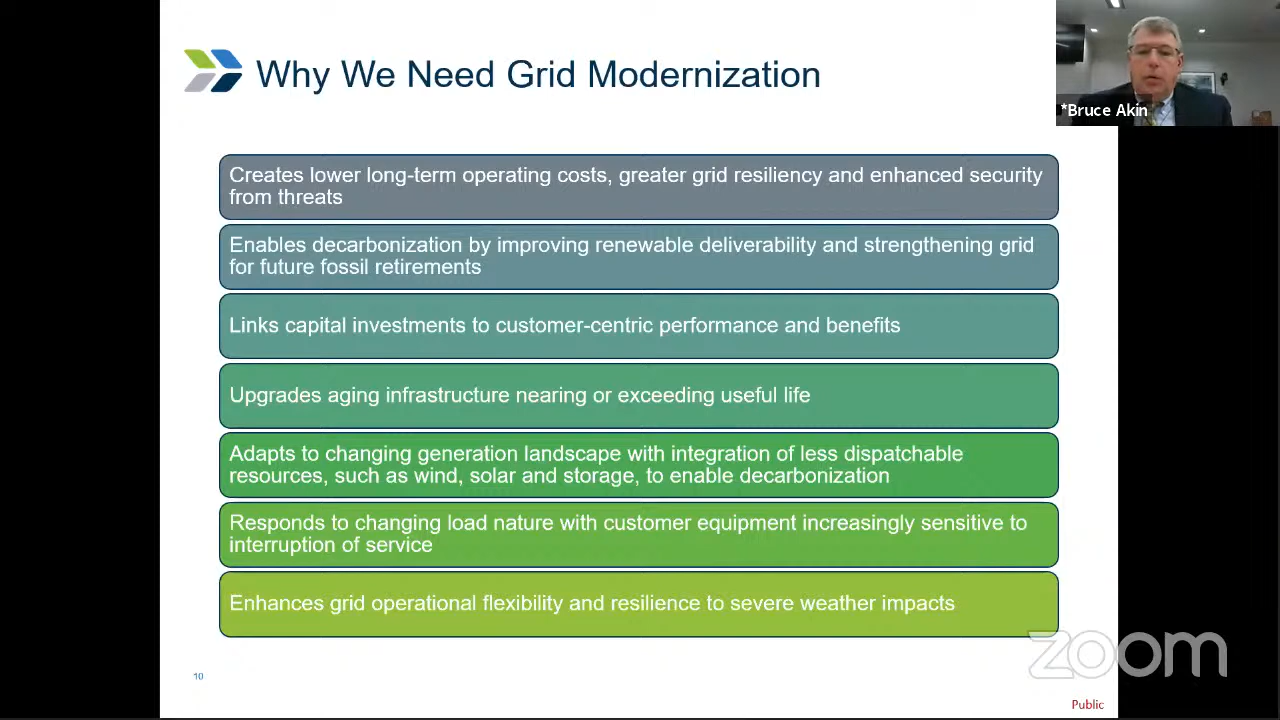 Why We Need Grid Modernization
*Bruce Akin
Creates lower long-term operating costs, greater grid resiliency and enhanced security
from threats
Enables decarbonization by improving renewable deliverability and strengthening grid
for future fossil retirements
Links capital investments to customer-centric performance and benefits
Upgrades aging infrastructure nearing or exceeding useful life
Adapts to changing generation landscape with integration of less dispatchable
resources, such as wind, solar and storage, to enable decarbonization
Responds to changing load nature with customer equipment increasingly sensitive to
interruption of service
Enhances grid operational flexibility and resilience to severe weather impacts
zoom
10
Public